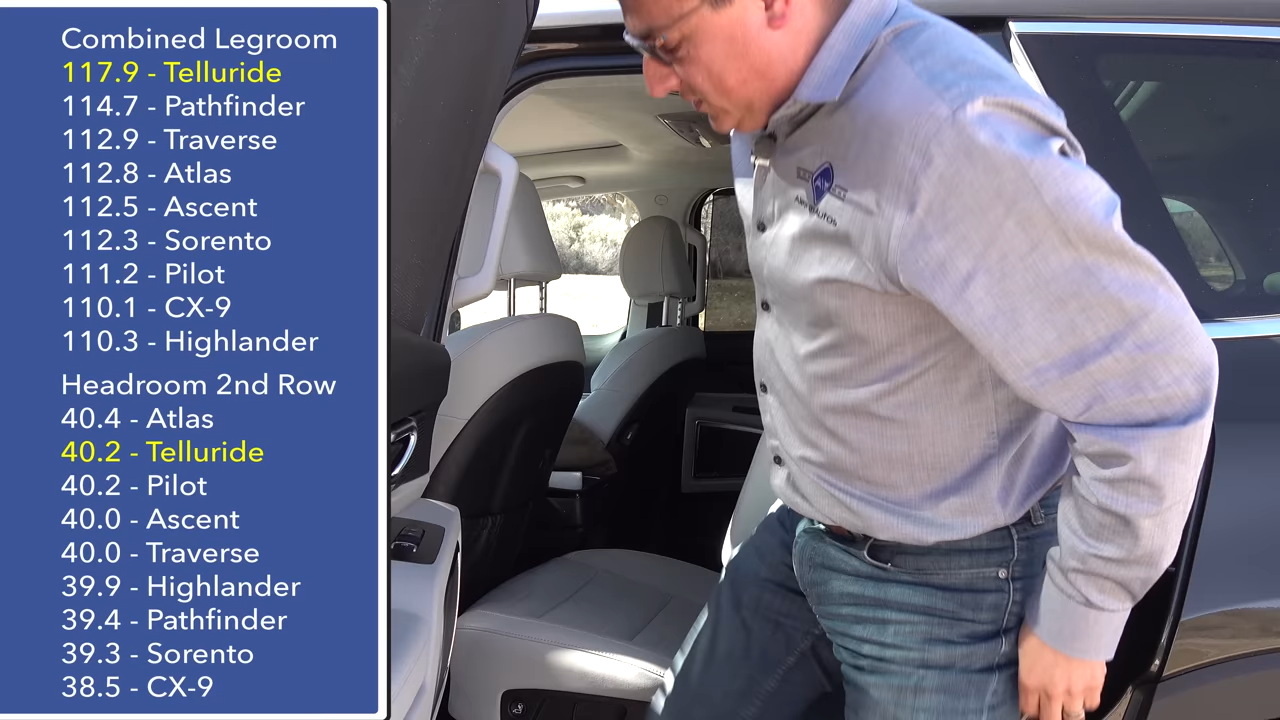 Combined Legroom
117.9 - Telluride
114.7 - Pathfinder
112.9 - Traverse
112.8 - Atlas
112.5 - Ascent
112.3 - Sorento
111.2 - Pilot
110.1 - CX-9
110.3 - Highlander
Headroom 2nd Row
40.4 - Atlas
40.2 - Telluride
40.2 - Pilot
40.0 - Ascent
40.0 - Traverse
39.9 - Highlander
39.4 - Pathfinder
39.3 - Sorento
38.5 - CX-9